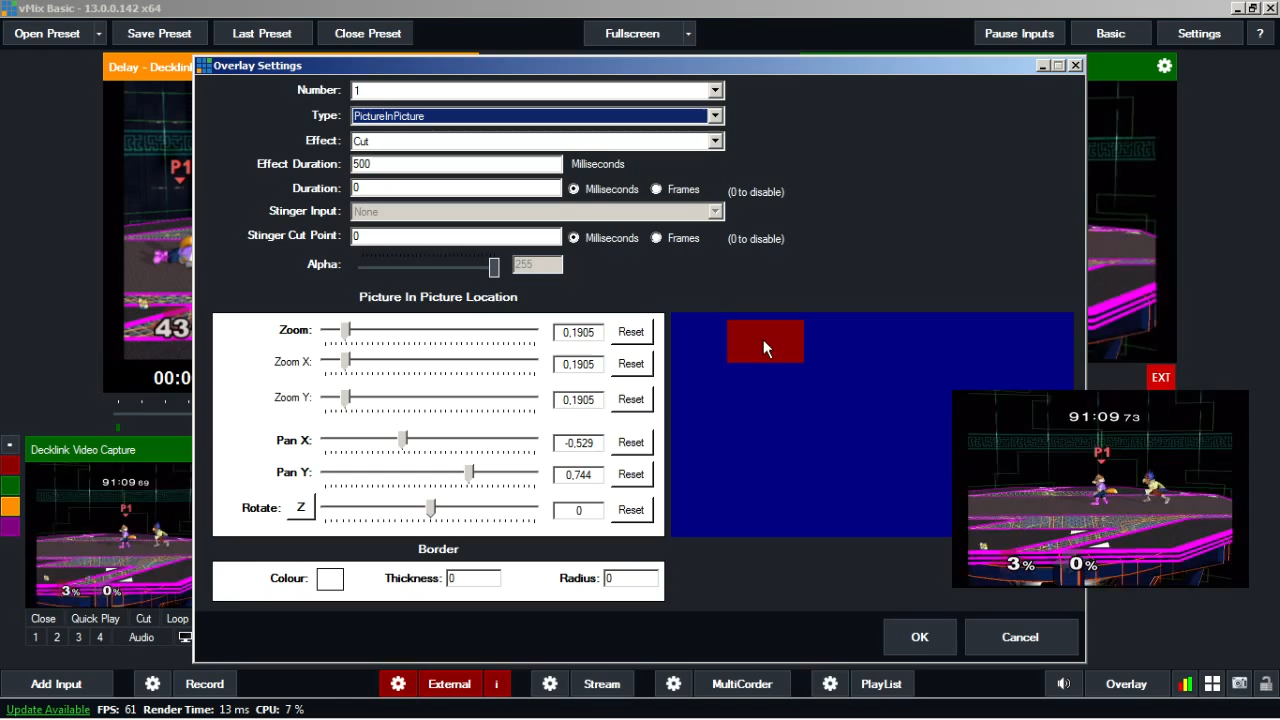 vMix Basic - 13.0.0.142 x64
Open Preset
Save Preset
Last Preset
Close Preset
Fullscreen
Pause Inputs
Basic
Settings
?
Delay - Decklin
Overlay Settings
Number:
1
Type:
PictureInPicture
Effect:
Cut
Effect Duration:
500
Milliseconds
Duration:
0
Milliseconds
Frames
(0 to disable)
Stinger Input:
None
Stinger Cut Point:
0
Milliseconds
Frames
(0 to disable)
Alpha:
255
Picture In Picture Location
Zoom:
0,1905
Reset
Zoom X:
0,1905
Reset
Zoom Y:
0,1905
Reset
Pan X:
-0,529
Reset
Pan Y:
0,744
Reset
Rotate:
Z
0
Reset
Border
Colour:
Thickness:
0
Radius:
0
OK
Cancel
P1
43
00:0
EXT
91:09 73
P1
3%
0%
Decklink Video Capture
91:09 69
P1
3%
0%
Close
Quick Play
Cut
Loop
1
2
3
4
Audio
Add Input
Record
External
i
Stream
MultiCorder
PlayList
Overlay
Update Available
FPS: 61
Render Time: 13 ms
CPU: 7 %